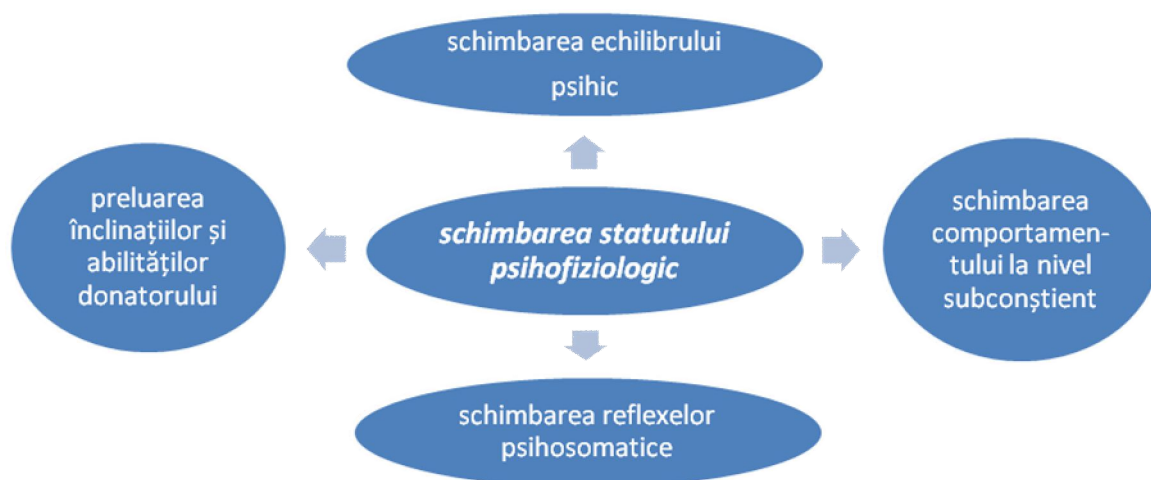 schimbarea echilibrului
psihic
preluarea
înclinațiilor și
abilităților
donatorului
schimbarea statutului
psihofiziologic
schimbarea
comportamen-
tului la nivel
subconștient
schimbarea reflexelor
psihosomatice